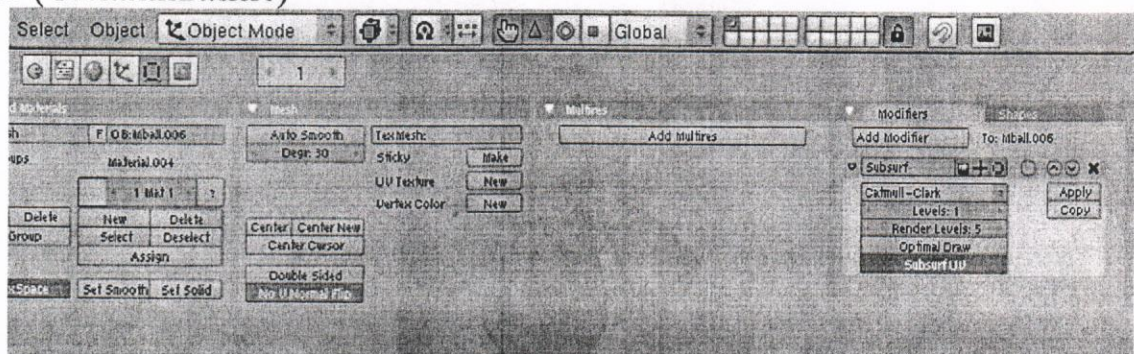 Select Object Object Mode Global
1
Mesh Multires Modifiers Shapes
F OB:Mball.006 Auto Smooth TexMesh: Add Multires Add Modifier To: Mball.006
Material.004 Degr: 30 Sticky Make Subsurf
1 Mat 1 ? UV Texture New Catmull-Clark Apply
Delete New Delete Vertex Color New Levels: 1 Copy
Group Select Deselect Center Center New Render Levels: 5
Assign Center Cursor Optimal Draw
Double Sided Subsurf UV
Set Smooth Set Solid No V.Normal Flip